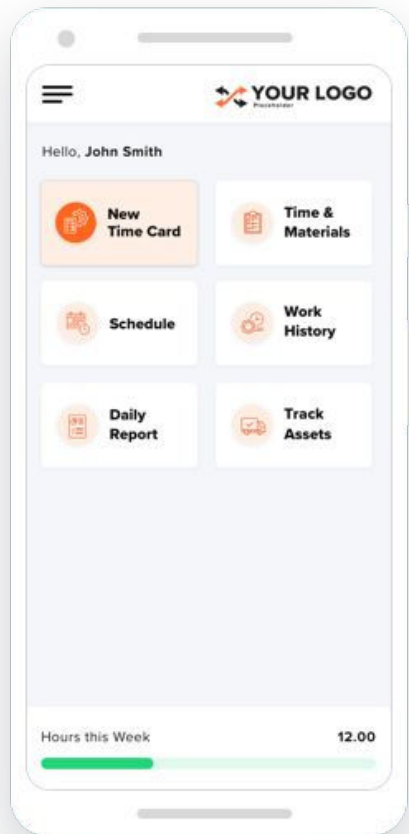 YOUR LOGO
Placeholder
Hello, John Smith
New
Time Card
Time &
Materials
Schedule
Work
History
Daily
Report
Track
Assets
Hours this Week 12.00